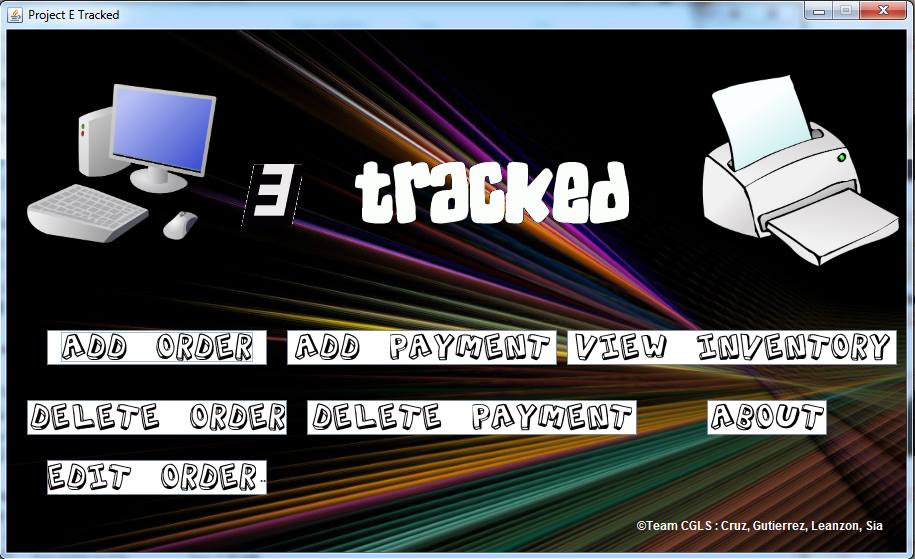 Project E Tracked
E tracked
ADD ORDER
ADD PAYMENT
VIEW INVENTORY
DELETE ORDER
DELETE PAYMENT
ABOUT
EDIT ORDER..
©Team CGLS : Cruz, Gutierrez, Leanzon, Sia